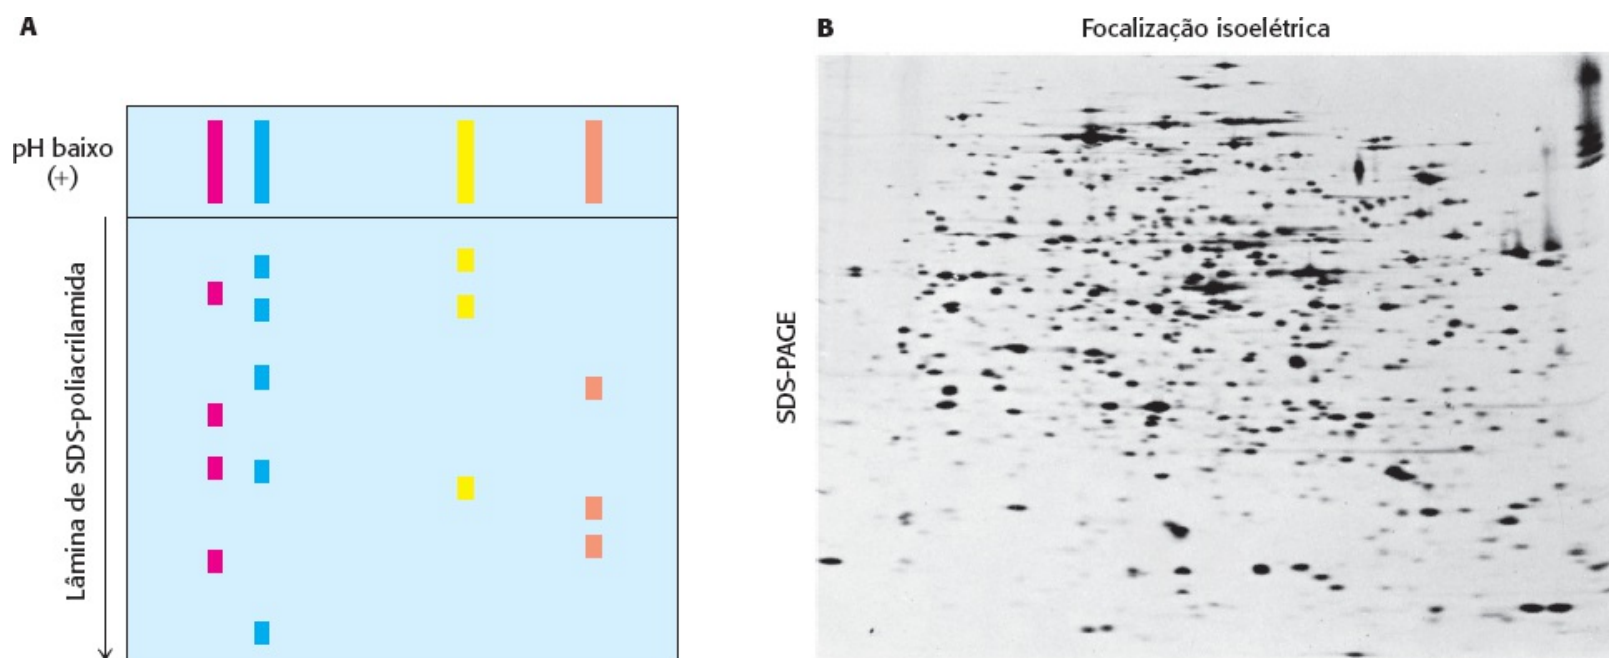 A
pH baixo
(+)
Lâmina de SDS-poliacrilamida
B
Focalização isoelétrica
SDS-PAGE